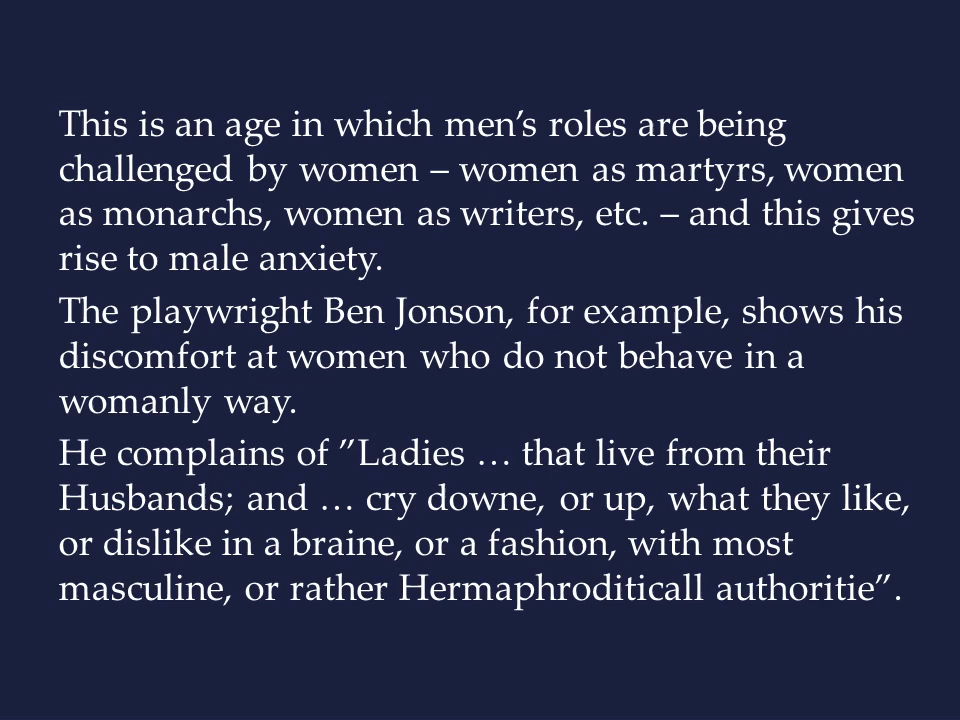 This is an age in which men’s roles are being
challenged by women – women as martyrs, women
as monarchs, women as writers, etc. – and this gives
rise to male anxiety.
The playwright Ben Jonson, for example, shows his
discomfort at women who do not behave in a
womanly way.
He complains of ”Ladies … that live from their
Husbands; and … cry downe, or up, what they like,
or dislike in a braine, or a fashion, with most
masculine, or rather Hermaphroditicall authoritie”.